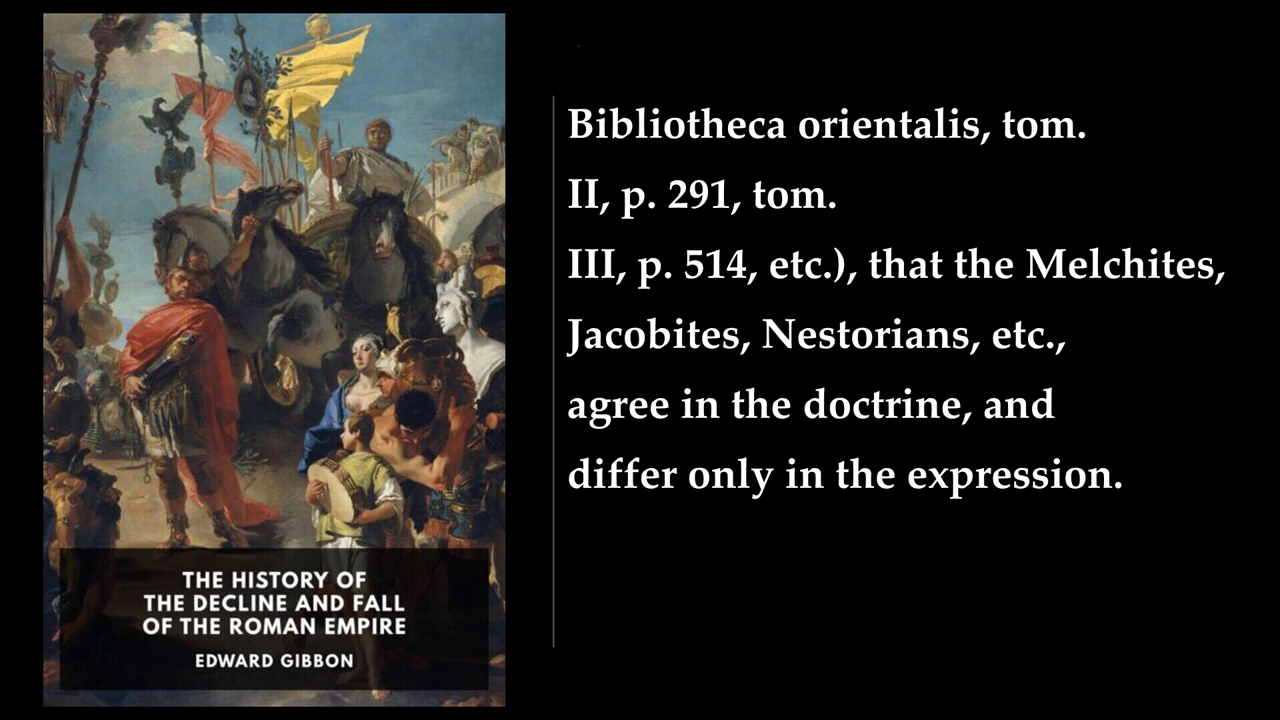 Bibliotheca orientalis, tom.
II, p. 291, tom.
III, p. 514, etc.), that the Melchites,
Jacobites, Nestorians, etc.,
agree in the doctrine, and
differ only in the expression.
THE HISTORY OF
THE DECLINE AND FALL
OF THE ROMAN EMPIRE
EDWARD GIBBON